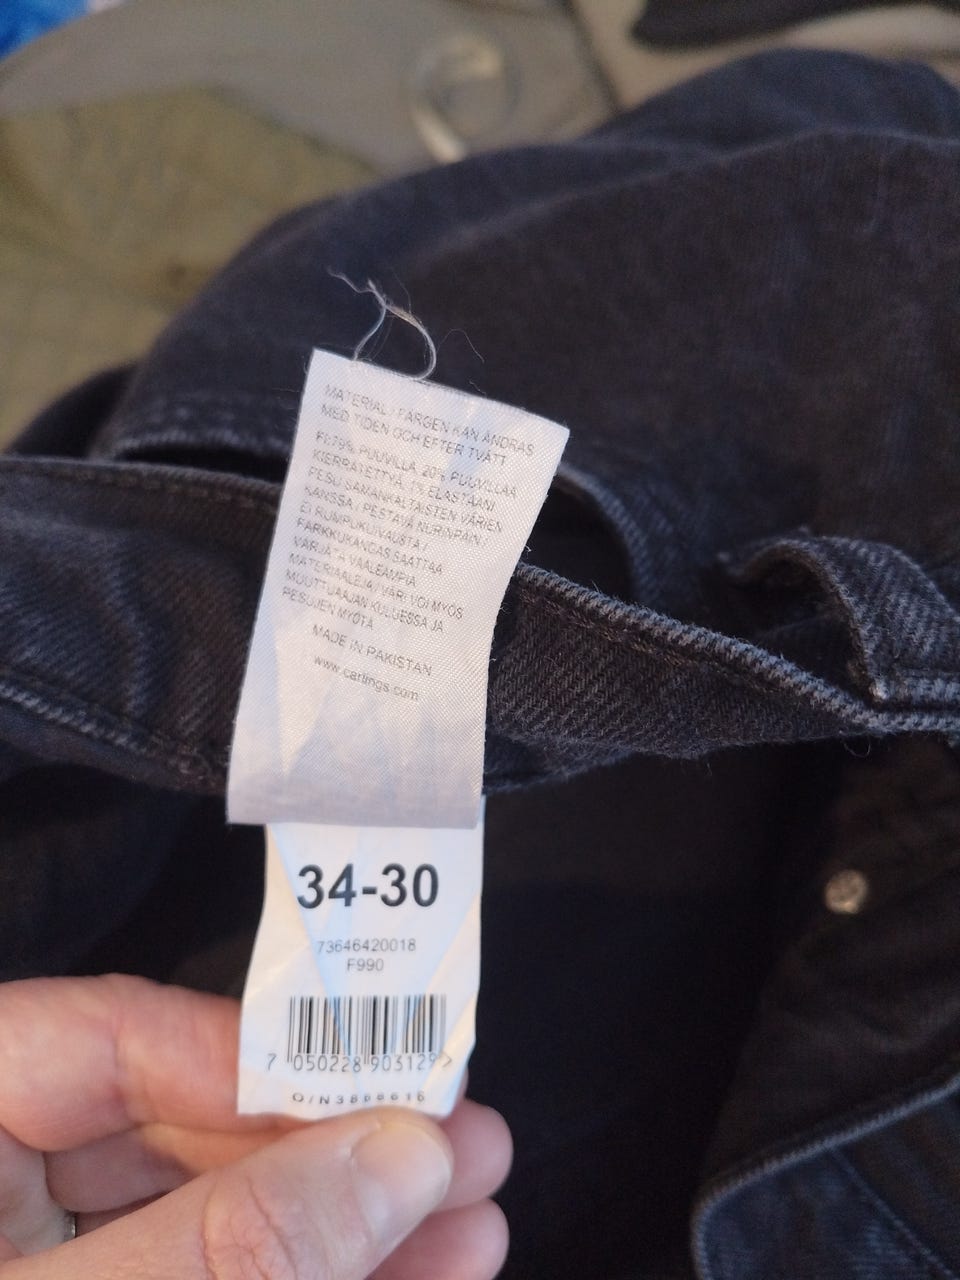 MATERIAL / FÄRGEN KAN ÄNDRAS
MED TIDEN OCH EFTER TVÄTT
FI:79% PUUVILLA, 20% PUUVILLAA,
KIERRÄTETTYÄ, 1% ELASTAANI
PESU SAMANKALTAISTEN VÄRIEN
KANSSA / PESTÄVÄ NURINPÄIN /
EI RUMPUKUIVAUSTA /
FARKKUKANGAS SAATTAA
VÄRJÄTÄ VAALEAMPIA
MATERIAALEJA / VÄRI VOI MYÖS
MUUTTUA AJAN KULUESSA JA
PESUJEN MYÖTÄ
MADE IN PAKISTAN
www.carlings.com
34-30
73646420018
F990
7 050228 903129 >